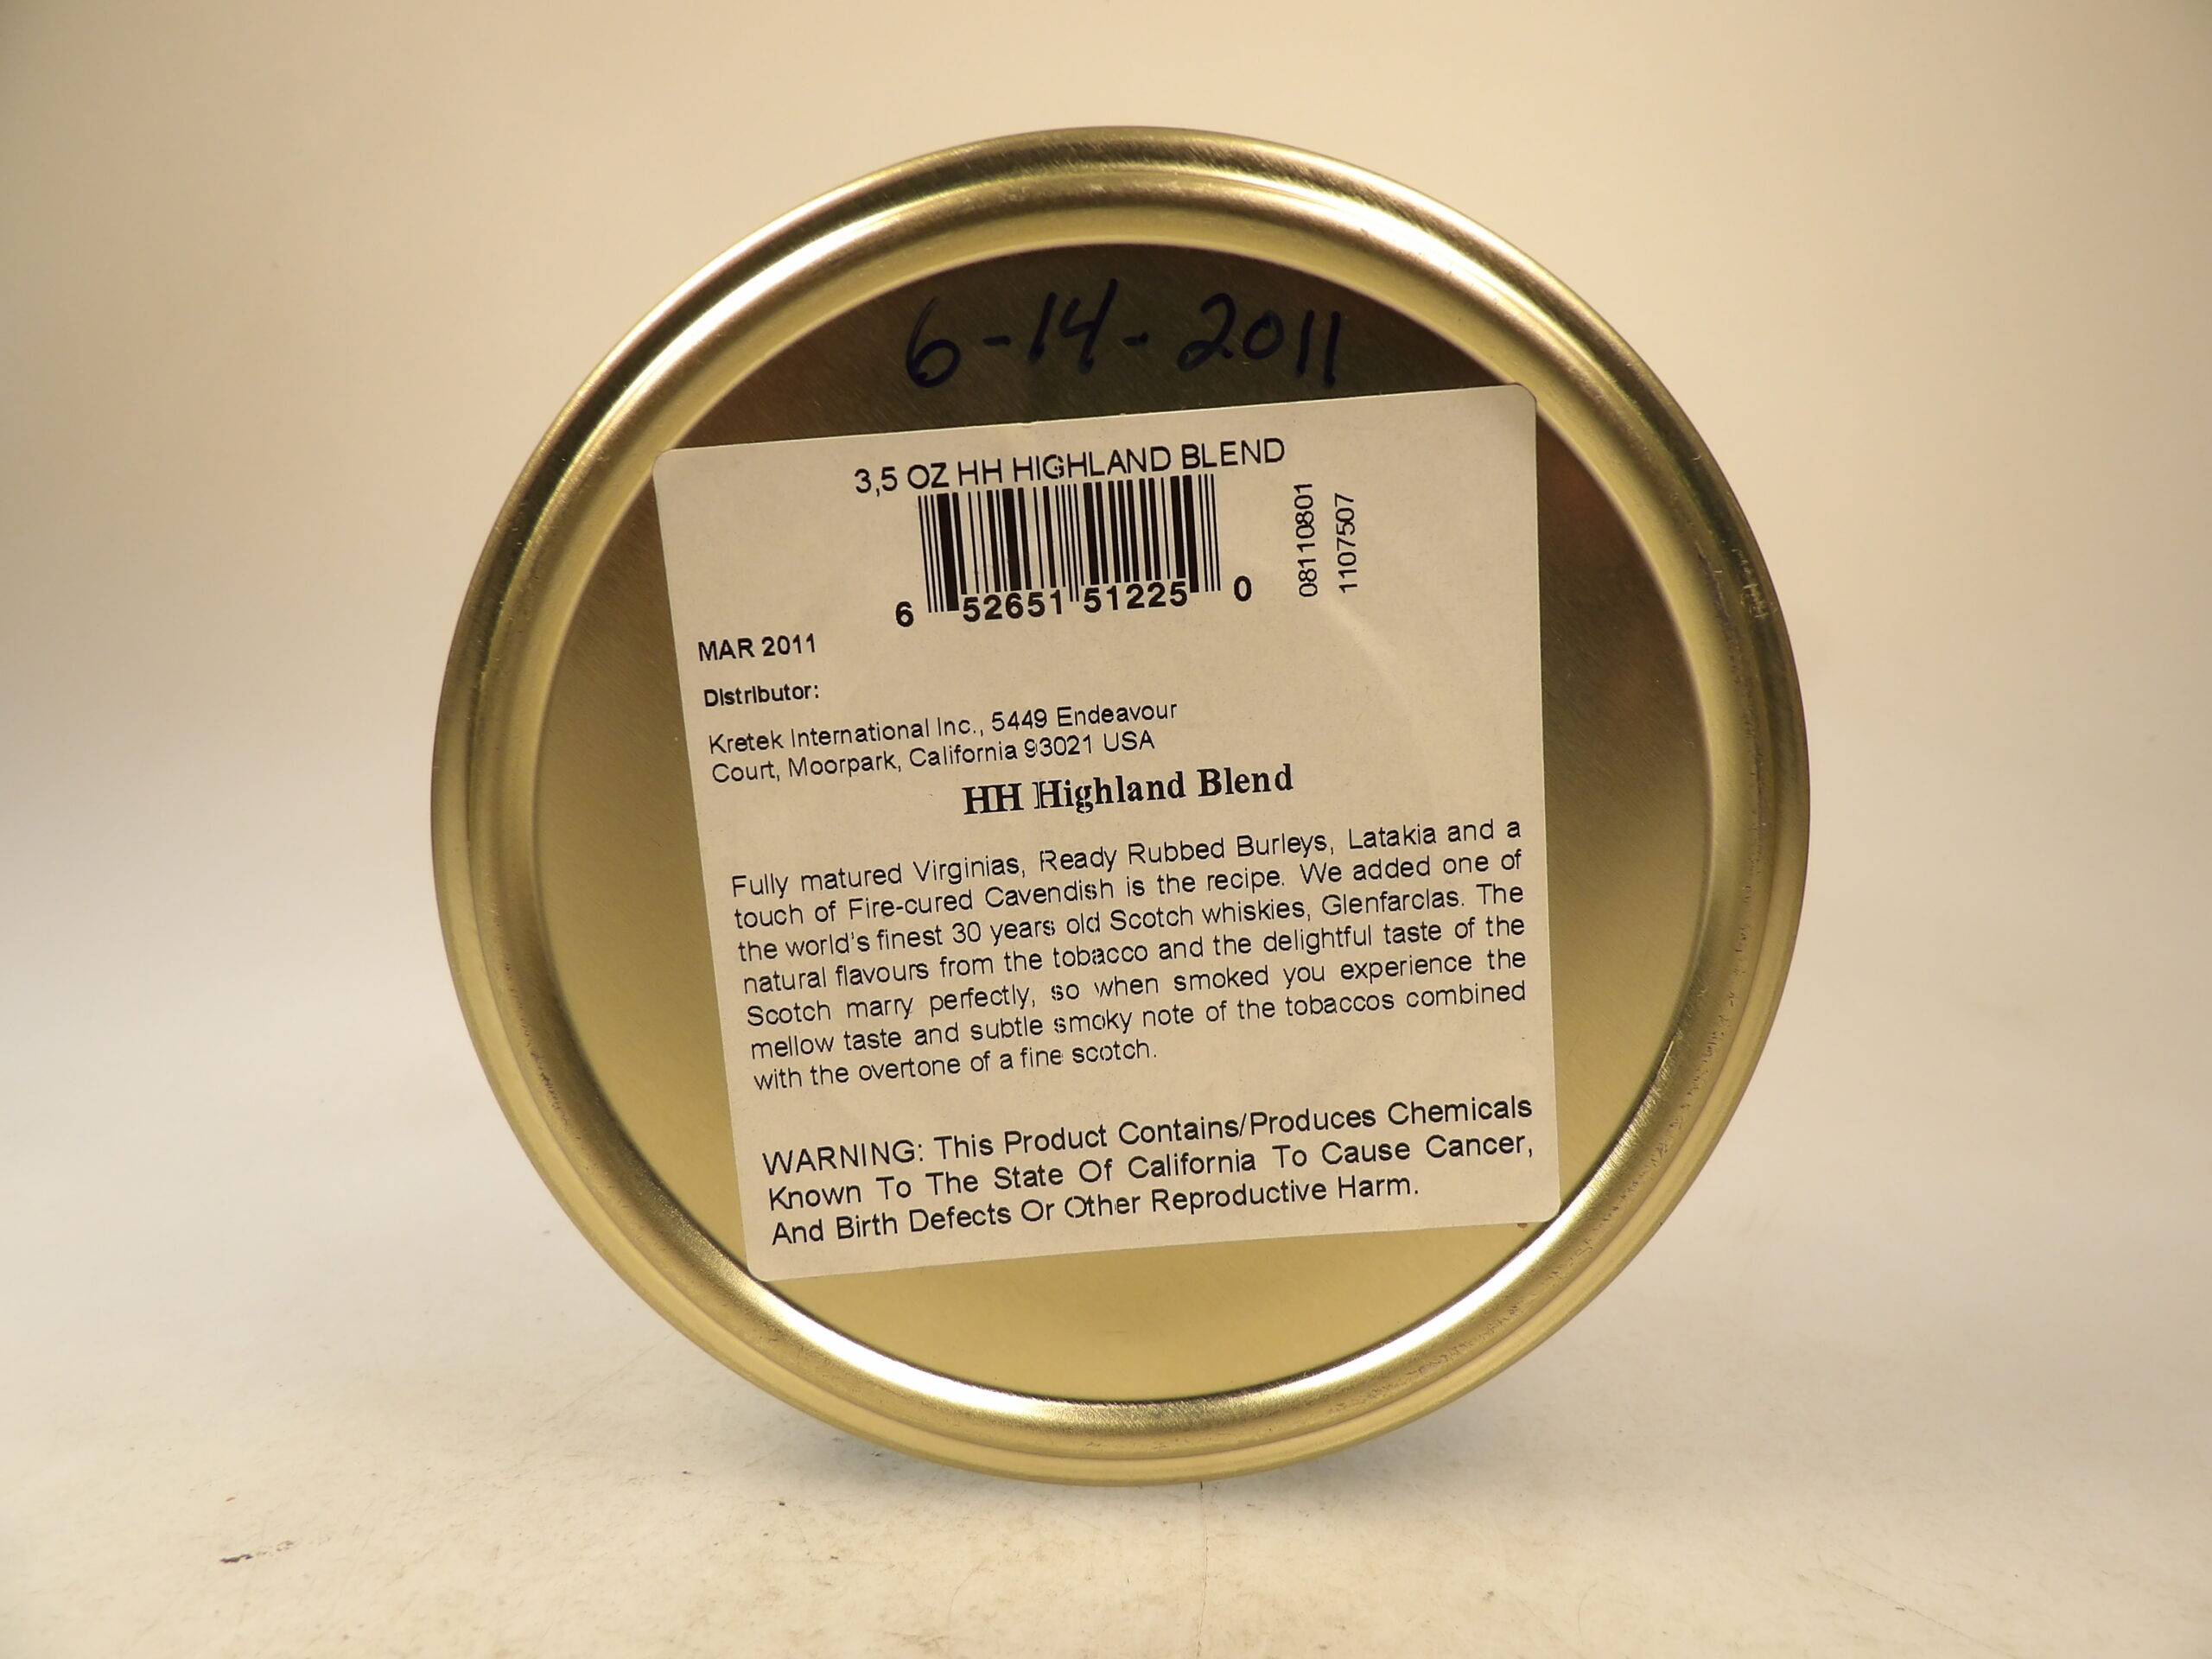 6-14-2011
3,5 OZ HH HIGHLAND BLEND
6 52651 51225 0
08110801
1107507
MAR 2011
Distributor:
Kretek International Inc., 5449 Endeavour
Court, Moorpark, California 93021 USA
HH Highland Blend
Fully matured Virginias, Ready Rubbed Burleys, Latakia and a
touch of Fire-cured Cavendish is the recipe. We added one of
the world's finest 30 years old Scotch whiskies, Glenfarclas. The
natural flavours from the tobacco and the delightful taste of the
Scotch marry perfectly, so when smoked you experience the
mellow taste and subtle smoky note of the tobaccos combined
with the overtone of a fine scotch.
WARNING: This Product Contains/Produces Chemicals
Known To The State Of California To Cause Cancer,
And Birth Defects Or Other Reproductive Harm.